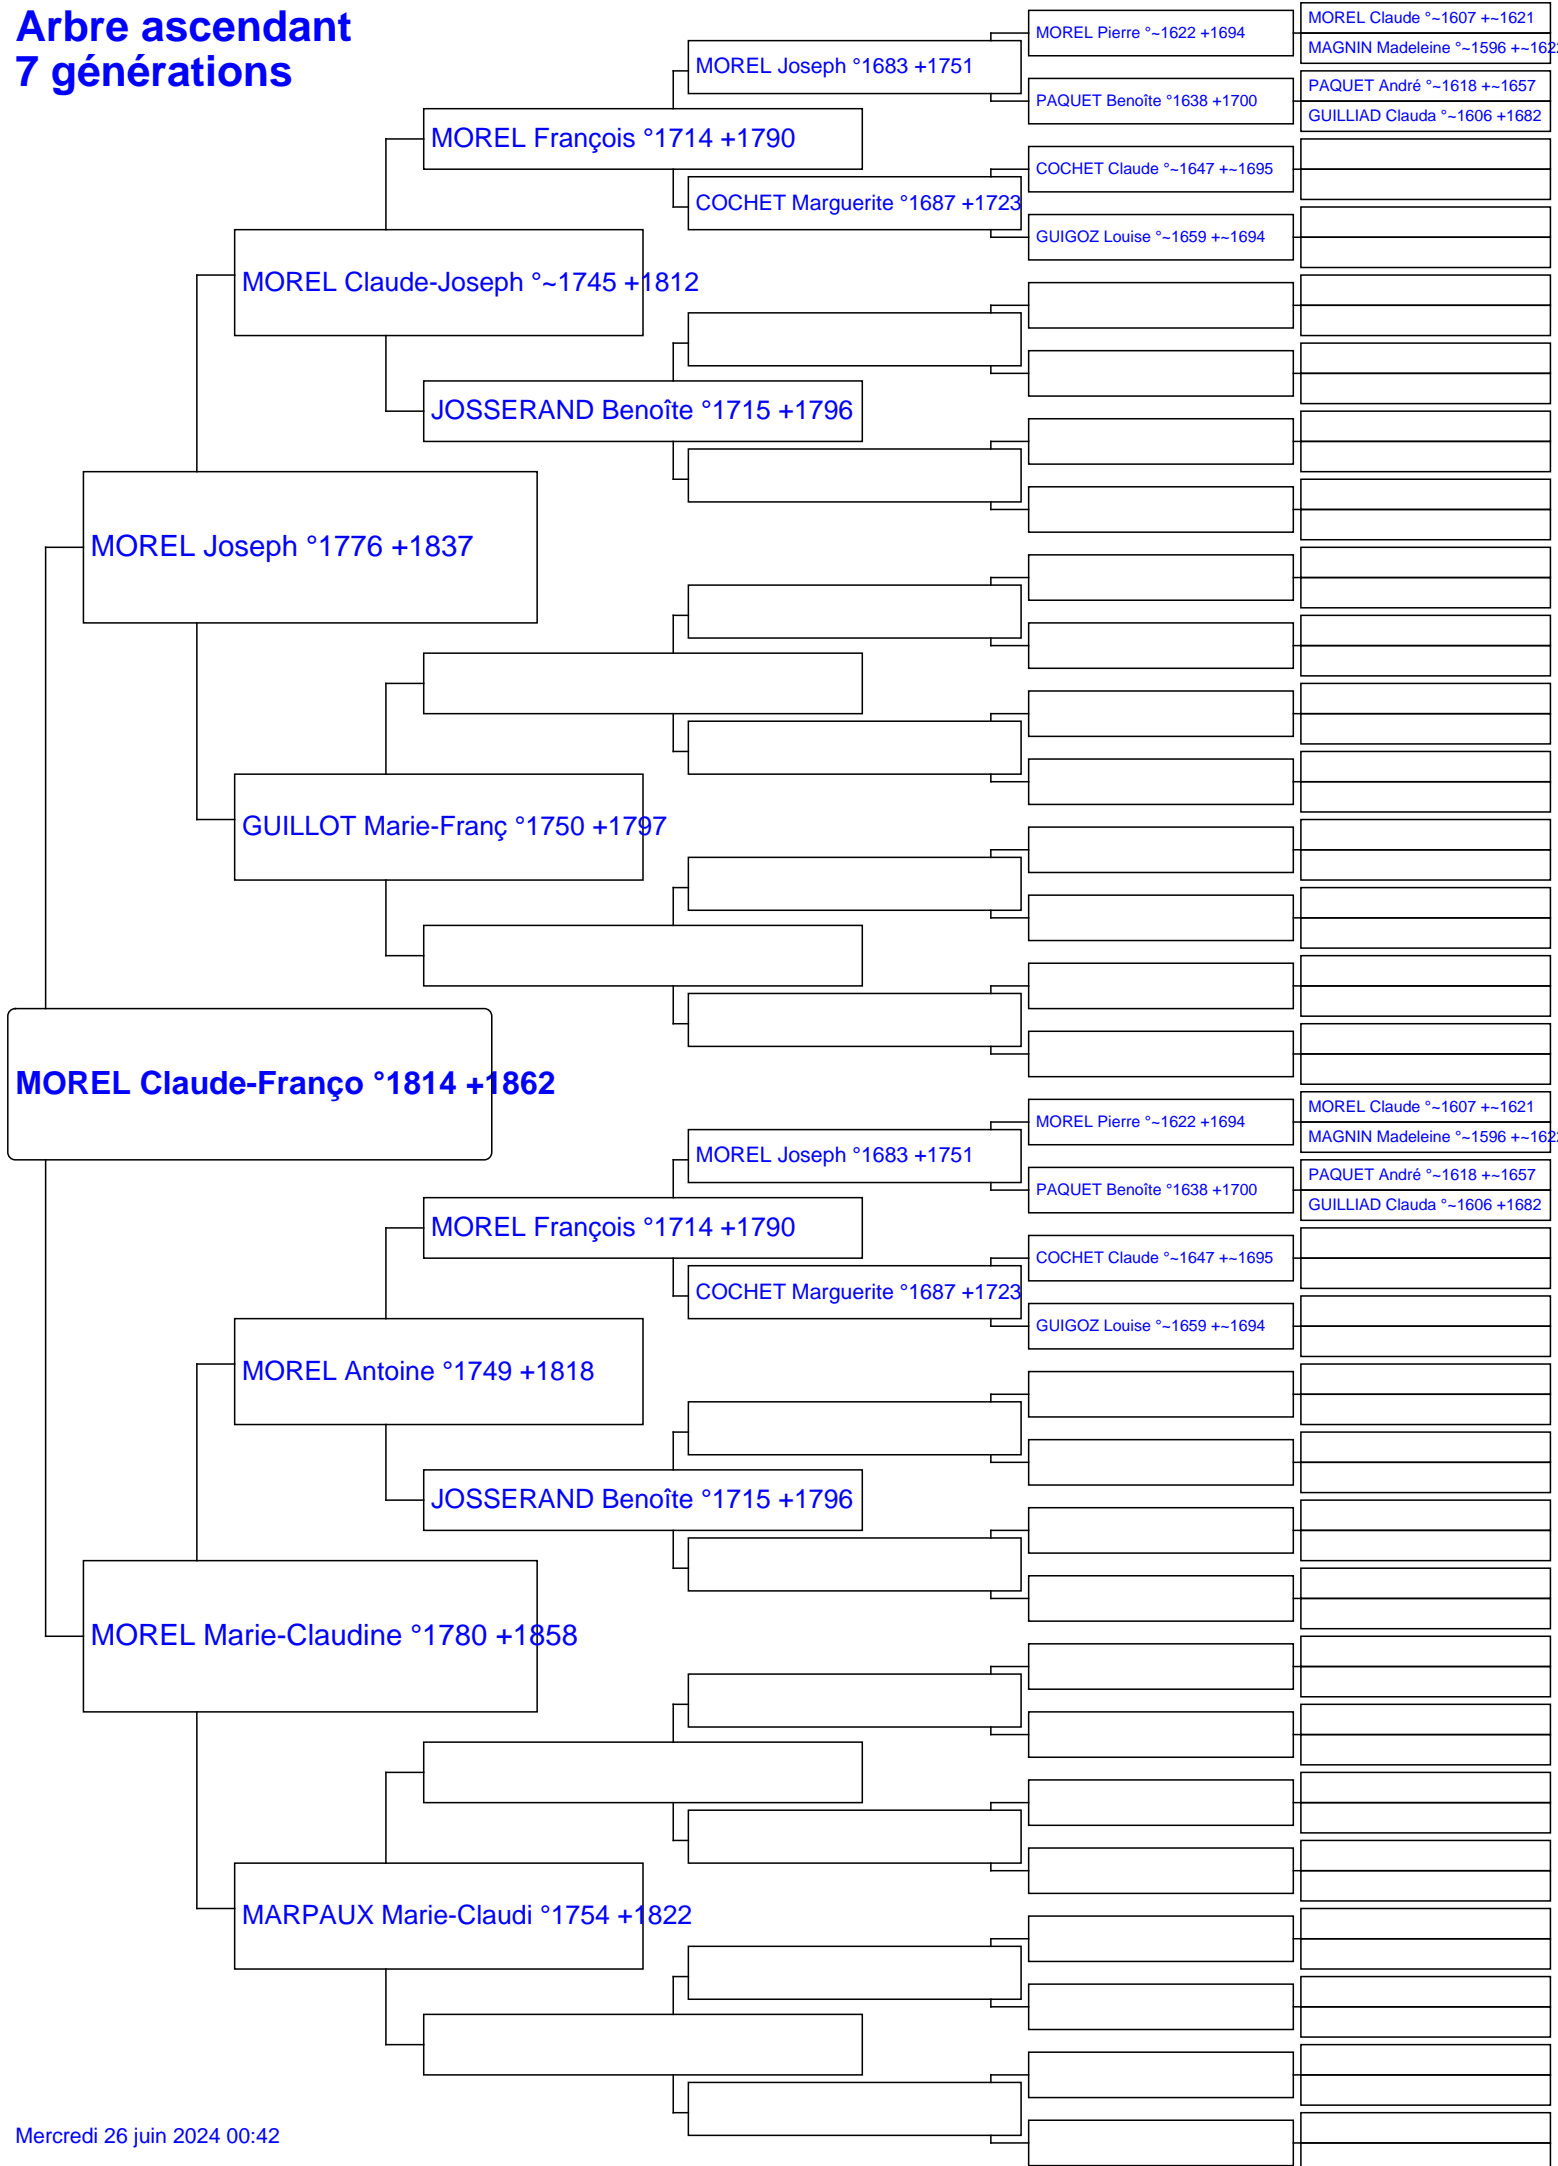 Arbre ascendant
7 générations
MOREL Claude °~1607 +~1621
MOREL Pierre °~1622 +1694
MAGNIN Madeleine °~1596 +~1622
MOREL Joseph °1683 +1751
PAQUET André °~1618 +~1657
PAQUET Benoîte °1638 +1700
GUILLIAD Clauda °~1606 +1682
MOREL François °1714 +1790
COCHET Claude °~1647 +~1695
COCHET Marguerite °1687 +1723
GUIGOZ Louise °~1659 +~1694
MOREL Claude-Joseph °~1745 +1812
JOSSERAND Benoîte °1715 +1796
MOREL Joseph °1776 +1837
GUILLOT Marie-Franç °1750 +1797
MOREL Claude-Franço °1814 +1862
MOREL Claude °~1607 +~1621
MOREL Pierre °~1622 +1694
MAGNIN Madeleine °~1596 +~1622
MOREL Joseph °1683 +1751
PAQUET André °~1618 +~1657
PAQUET Benoîte °1638 +1700
GUILLIAD Clauda °~1606 +1682
MOREL François °1714 +1790
COCHET Claude °~1647 +~1695
COCHET Marguerite °1687 +1723
GUIGOZ Louise °~1659 +~1694
MOREL Antoine °1749 +1818
JOSSERAND Benoîte °1715 +1796
MOREL Marie-Claudine °1780 +1858
MARPAUX Marie-Claudi °1754 +1822
Mercredi 26 juin 2024 00:42